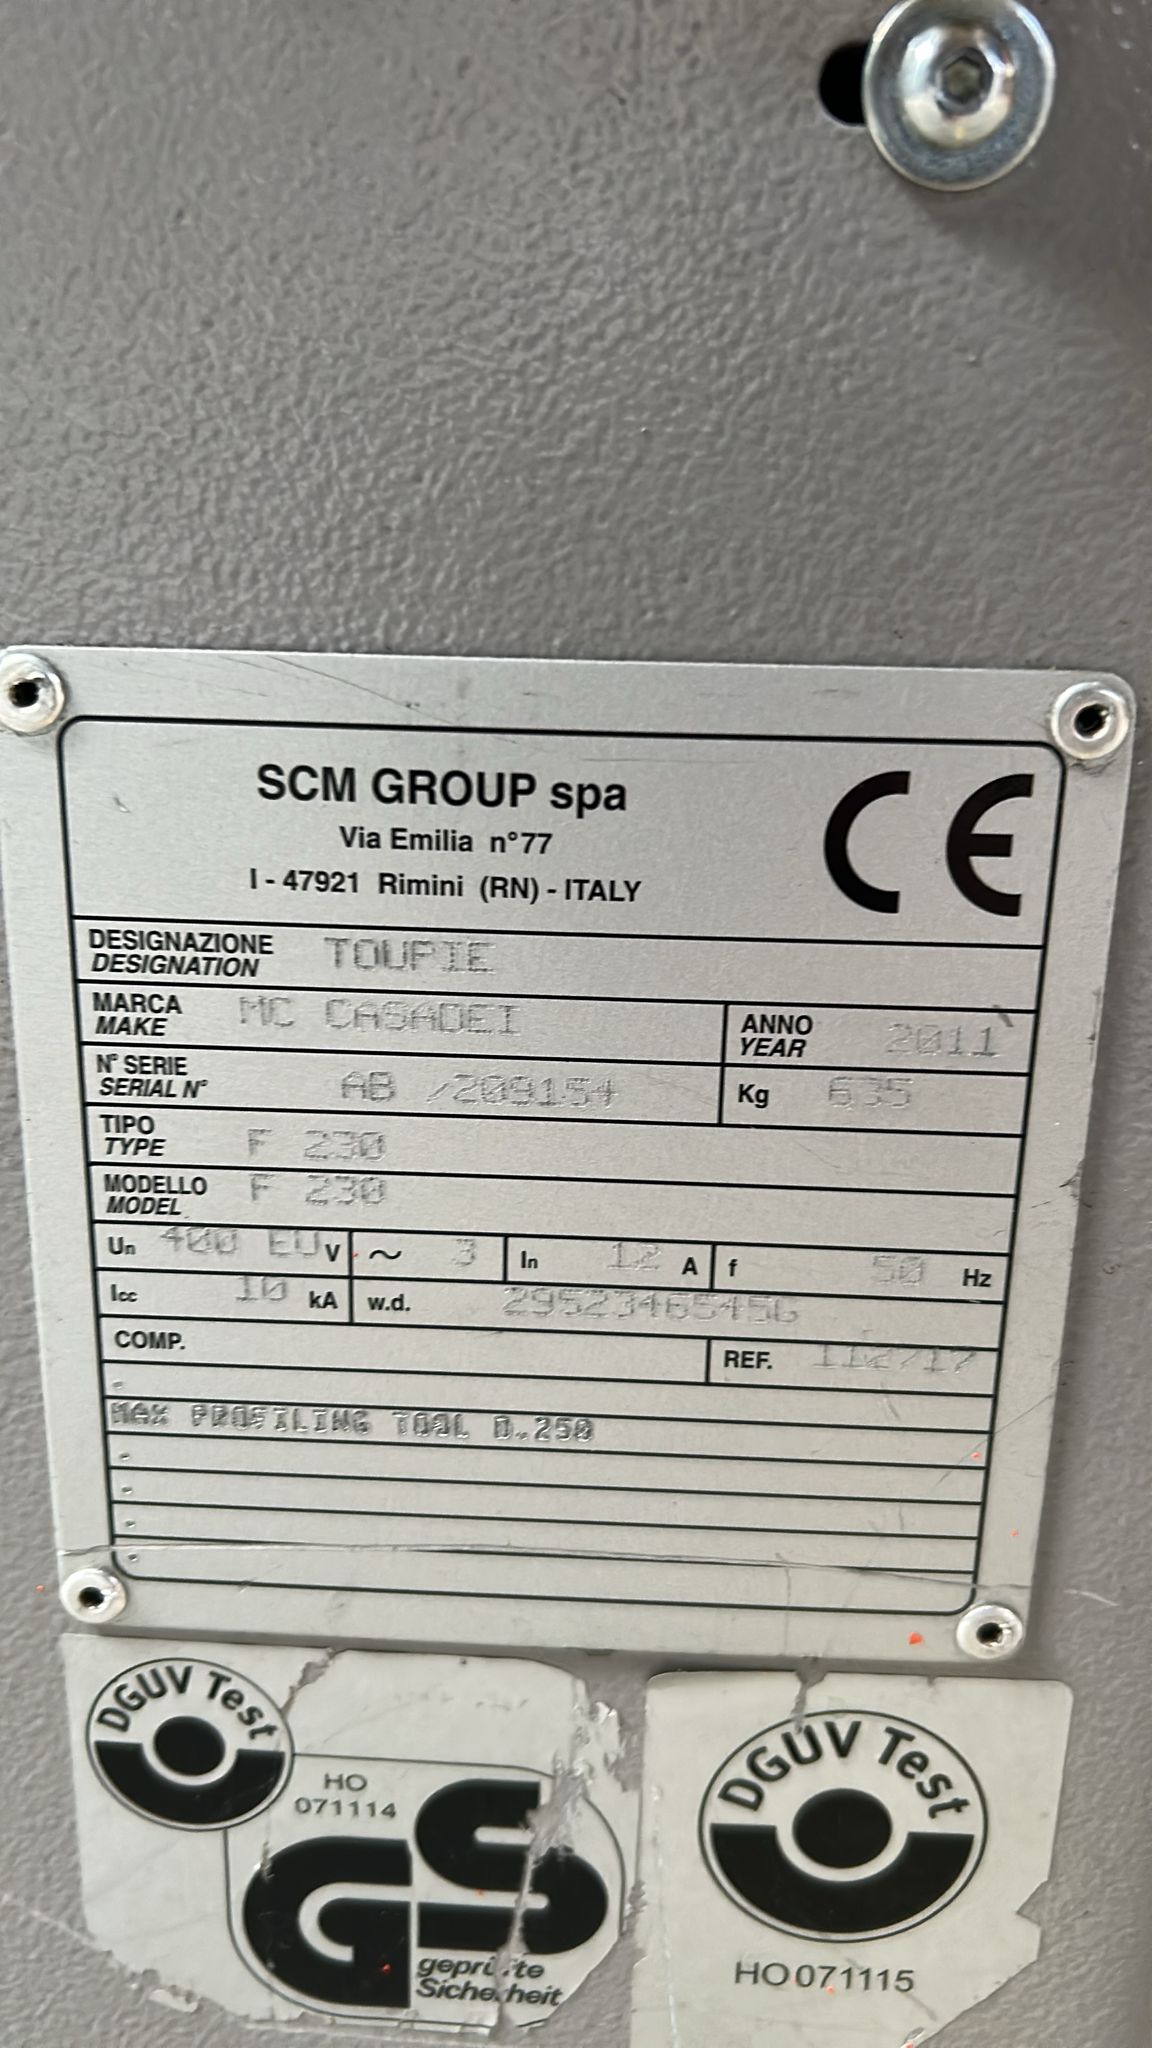 SCM GROUP spa
Via Emilia n°77
I - 47921 Rimini (RN) - ITALY
CE
DESIGNAZIONE
DESIGNATION TOUPIE
MARCA
MAKE MC CASADEI
ANNO
YEAR 2011
N° SERIE
SERIAL N° AB /209154
Kg 635
TIPO
TYPE F 230
MODELLO
MODEL F 230
Un 400 EU V ~ 3 In 12 A f 50 Hz
Icc 10 kA w.d. 29523465456
COMP. REF.
MAX PROFILING TOOL D.250
DGUV Test
HO
071114
GS
geprüfte
Sicherheit
DGUV Test
HO071115